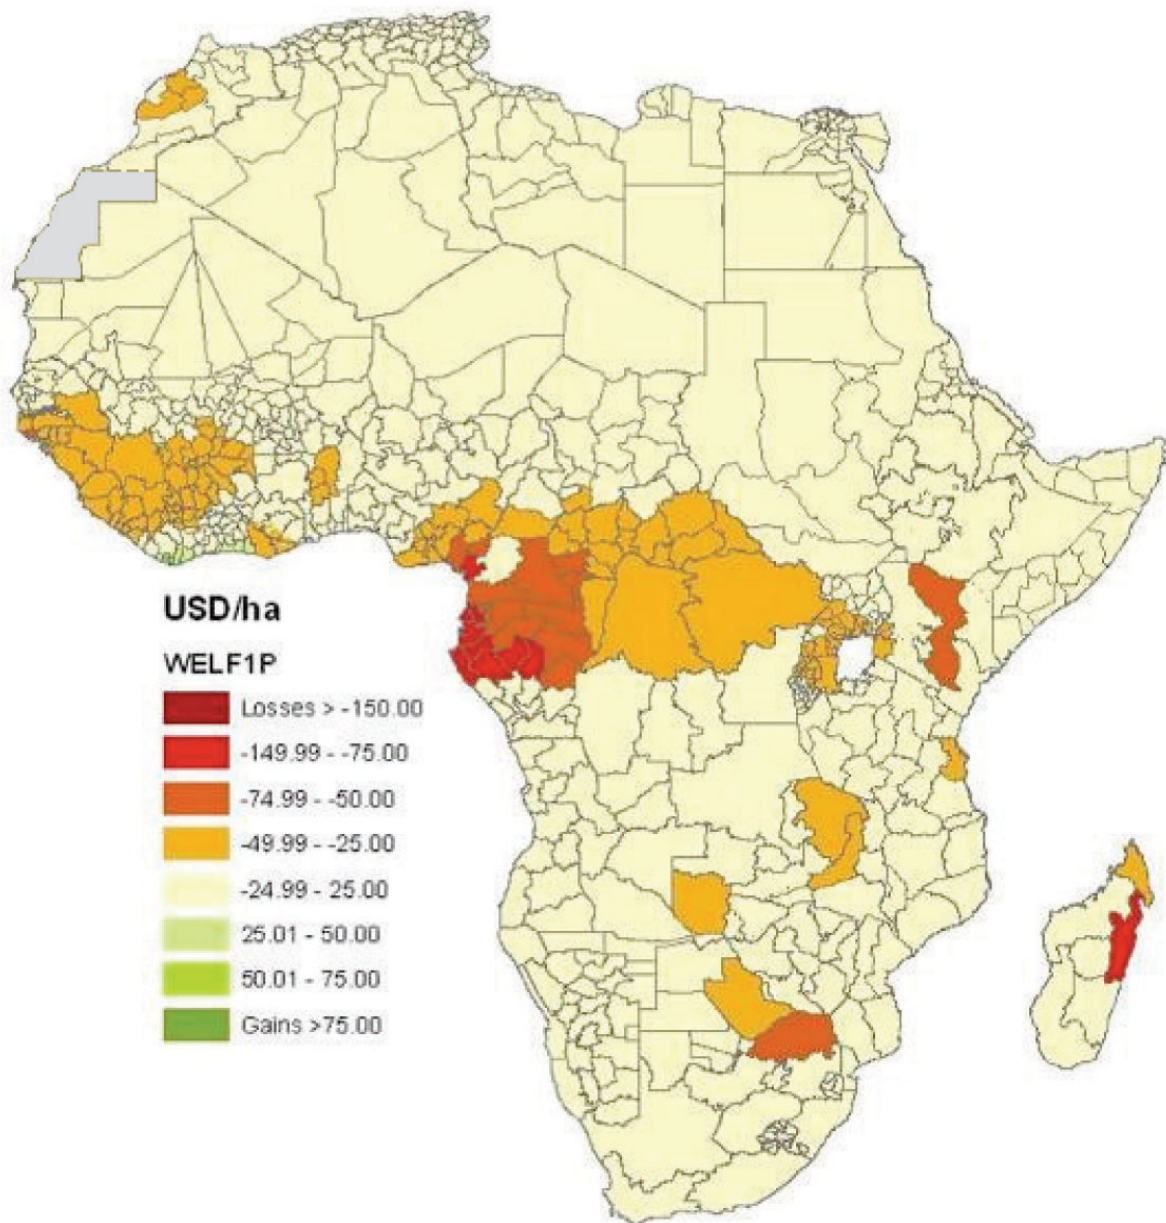 USD/ha
WELF1P
Losses > -150.00
-149.99 - -75.00
-74.99 - -50.00
-49.99 - -25.00
-24.99 - 25.00
25.01 - 50.00
50.01 - 75.00
Gains >75.00